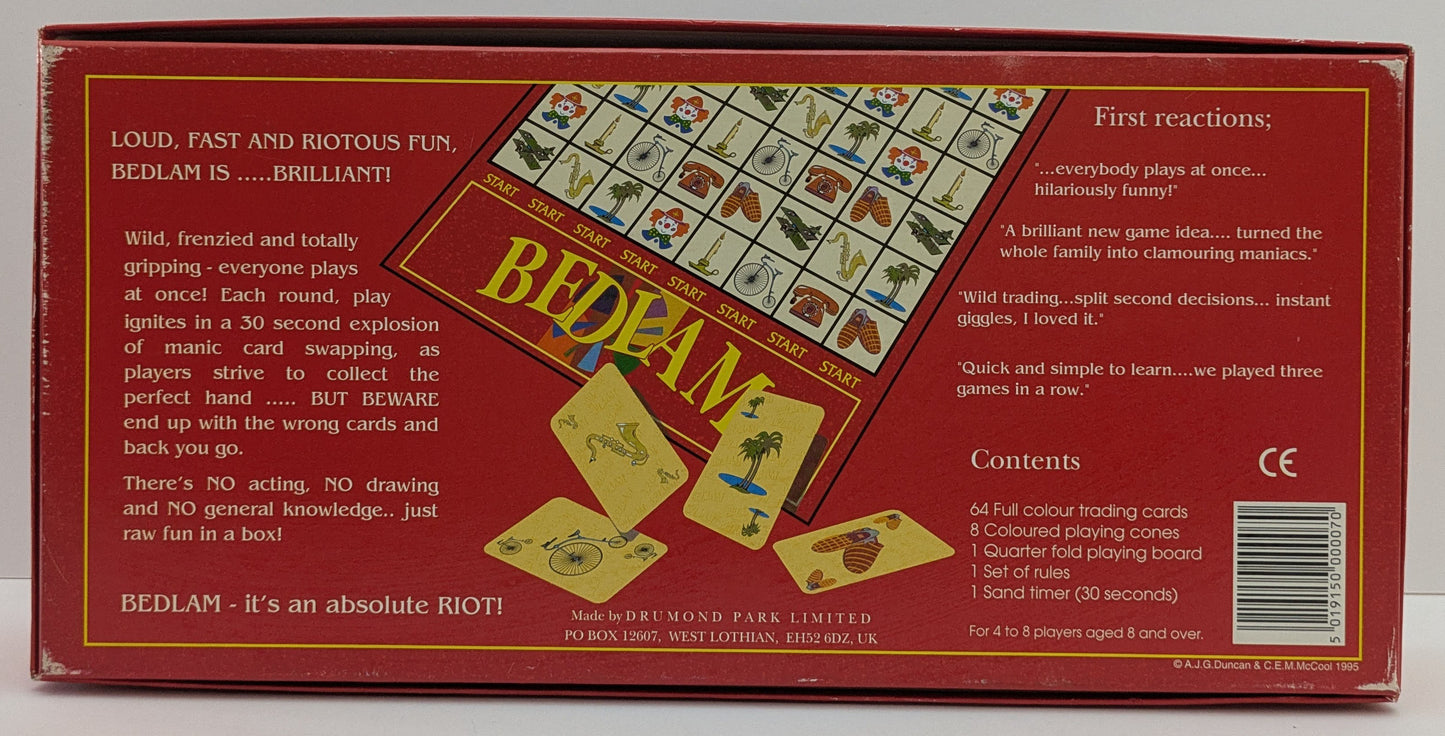 LOUD, FAST AND RIOTOUS FUN,
BEDLAM IS .....BRILLIANT!
Wild, frenzied and totally
gripping - everyone plays
at once! Each round, play
ignites in a 30 second explosion
of manic card swapping, as
players strive to collect the
perfect hand ..... BUT BEWARE
end up with the wrong cards and
back you go.
There's NO acting, NO drawing
and NO general knowledge.. just
raw fun in a box!
BEDLAM - it's an absolute RIOT!
START
START
START
START
START
START
START
START
BEDLAM
Made by DRUMOND PARK LIMITED
PO BOX 12607, WEST LOTHIAN, EH52 6DZ, UK
First reactions;
"...everybody plays at once...
hilariously funny!"
"A brilliant new game idea.... turned the
whole family into clamouring maniacs."
"Wild trading...split second decisions... instant
giggles, I loved it."
"Quick and simple to learn....we played three
games in a row."
Contents
CE
64 Full colour trading cards
8 Coloured playing cones
1 Quarter fold playing board
1 Set of rules
1 Sand timer (30 seconds)
For 4 to 8 players aged 8 and over.
5 019150 000070
© A.J.G.Duncan & C.E.M.McCool 1995